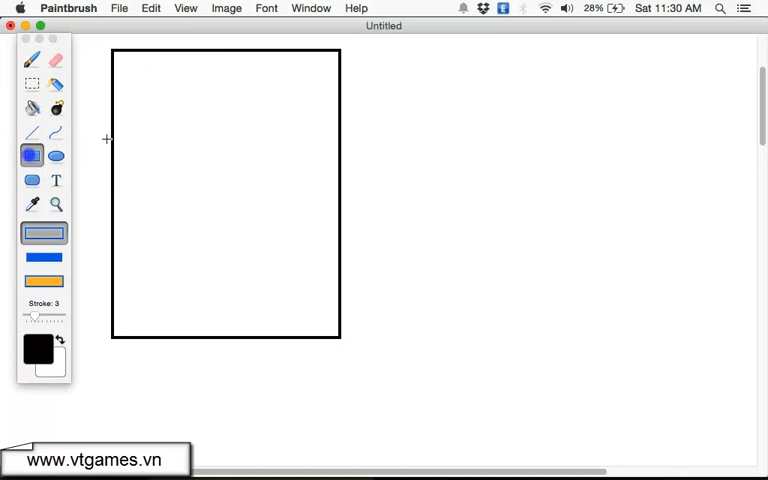 Paintbrush File Edit View Image Font Window Help 28% Sat 11:30 AM
Untitled
T
Stroke: 3
www.vtgames.vn